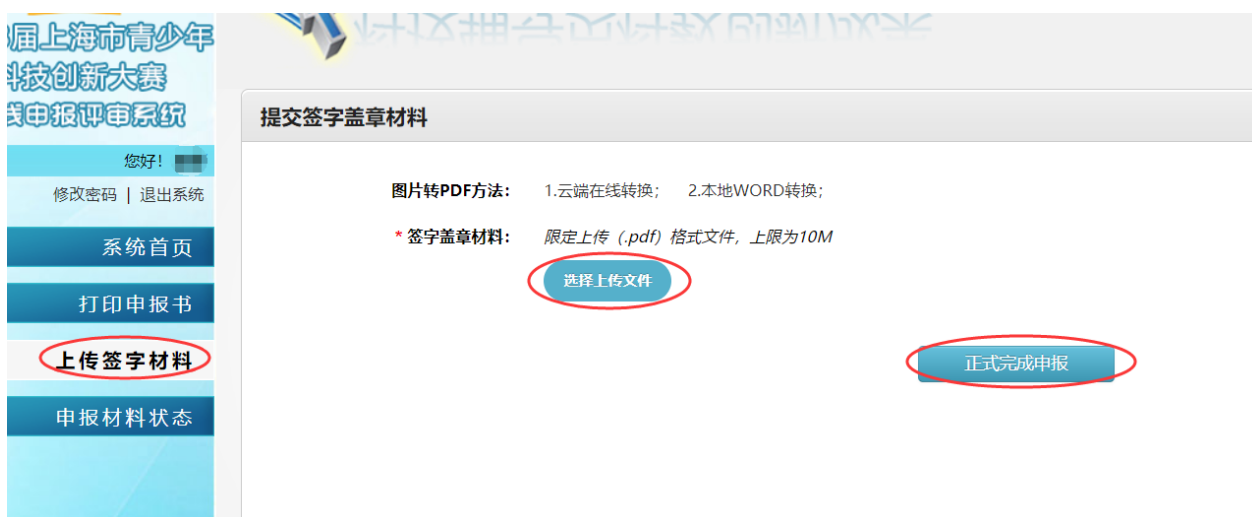 届上海市青少年
科技创新大赛
线申报评审系统
您好!
修改密码 | 退出系统
系统首页
打印申报书
上传签字材料
申报材料状态
提交签字盖章材料
图片转PDF方法： 1.云端在线转换； 2.本地WORD转换；
* 签字盖章材料： 限定上传（.pdf）格式文件，上限为10M
选择上传文件
正式完成申报